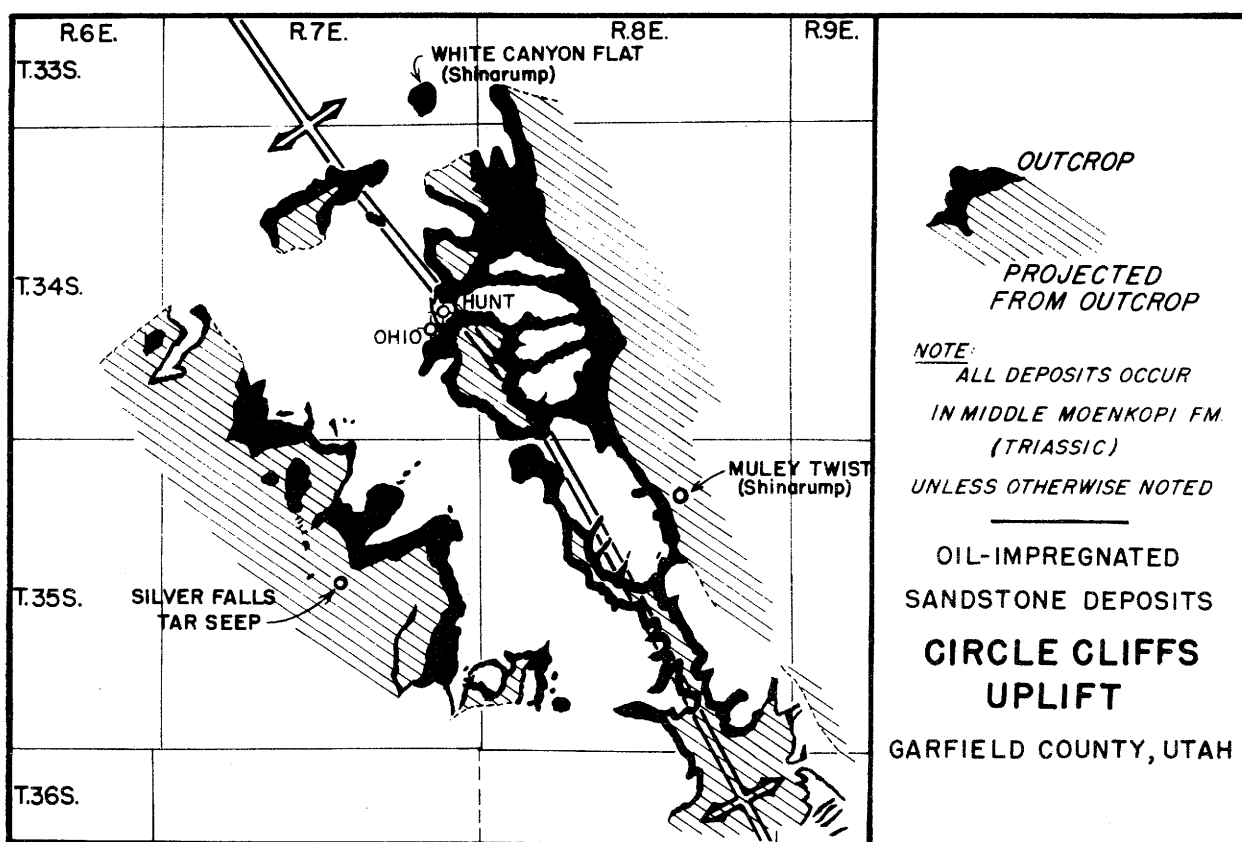 R.6E. R.7E. R.8E. R.9E.
T.33S.
WHITE CANYON FLAT
(Shinarump)
T.34S.
HUNT
OHIO
MULEY TWIST
(Shinarump)
T.35S.
SILVER FALLS
TAR SEEP
T.36S.
OUTCROP
PROJECTED
FROM OUTCROP
NOTE:
ALL DEPOSITS OCCUR
IN MIDDLE MOENKOPI FM.
(TRIASSIC)
UNLESS OTHERWISE NOTED
OIL-IMPREGNATED
SANDSTONE DEPOSITS
CIRCLE CLIFFS
UPLIFT
GARFIELD COUNTY, UTAH